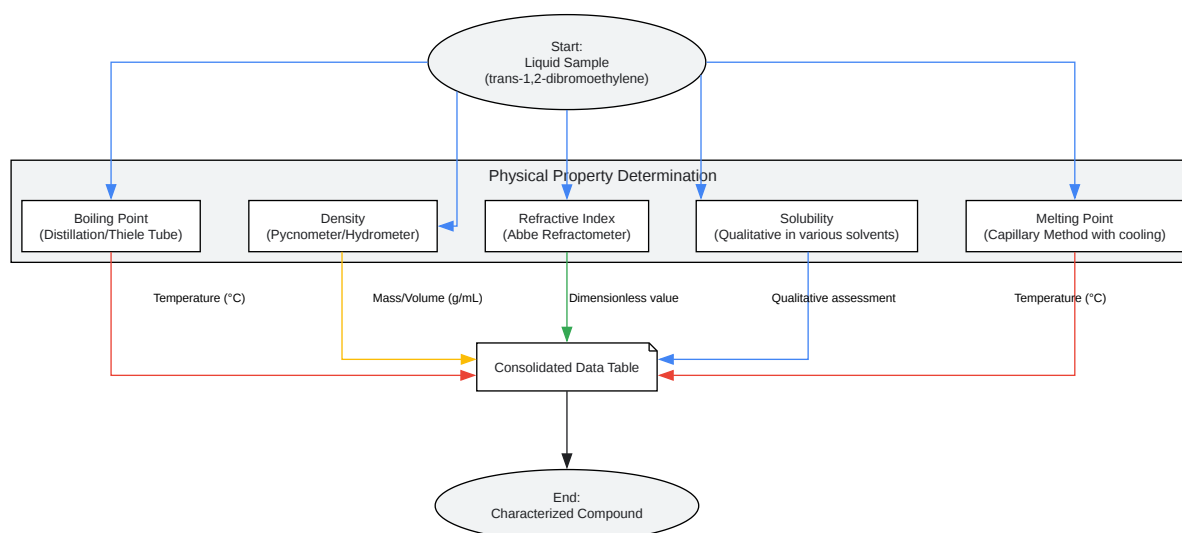 Start:
Liquid Sample
(trans-1,2-dibromoethylene)
Physical Property Determination
Boiling Point
(Distillation/Thiele Tube)
Density
(Pycnometer/Hydrometer)
Refractive Index
(Abbe Refractometer)
Solubility
(Qualitative in various solvents)
Melting Point
(Capillary Method with cooling)
Temperature (°C)
Mass/Volume (g/mL)
Dimensionless value
Qualitative assessment
Temperature (°C)
Consolidated Data Table
End:
Characterized Compound